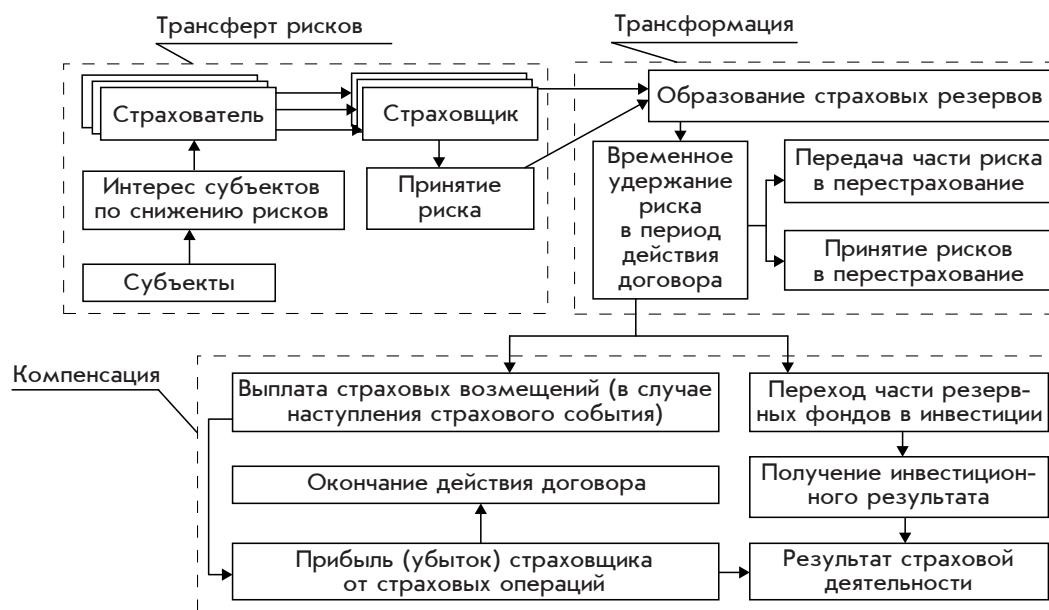 Трансферт рисков
Трансформация
Страхователь
Страховщик
Образование страховых резервов
Интерес субъектов
по снижению рисков
Принятие
риска
Субъекты
Временное
удержание
риска
в период
действия
договора
Передача части риска
в перестрахование
Принятие рисков
в перестрахование
Компенсация
Выплата страховых возмещений (в случае
наступления страхового события)
Переход части резерв-
ных фондов в инвестиции
Окончание действия договора
Получение инвестицион-
ного результата
Прибыль (убыток) страховщика
от страховых операций
Результат страховой
деятельности